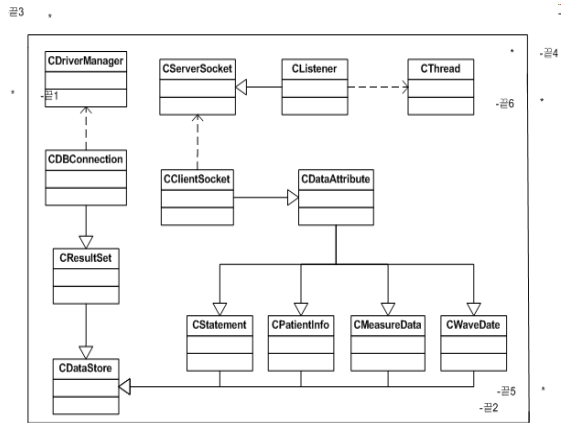 끝3
*
-끝4
CDriverManager
CServerSocket
CListener
CThread
*
*
-끝1
-끝6
*
CDBConnection
CClientSocket
CDataAttribute
CResultSet
CStatement
CPatientInfo
CMeasureData
CWaveDate
CDataStore
-끝5
*
-끝2